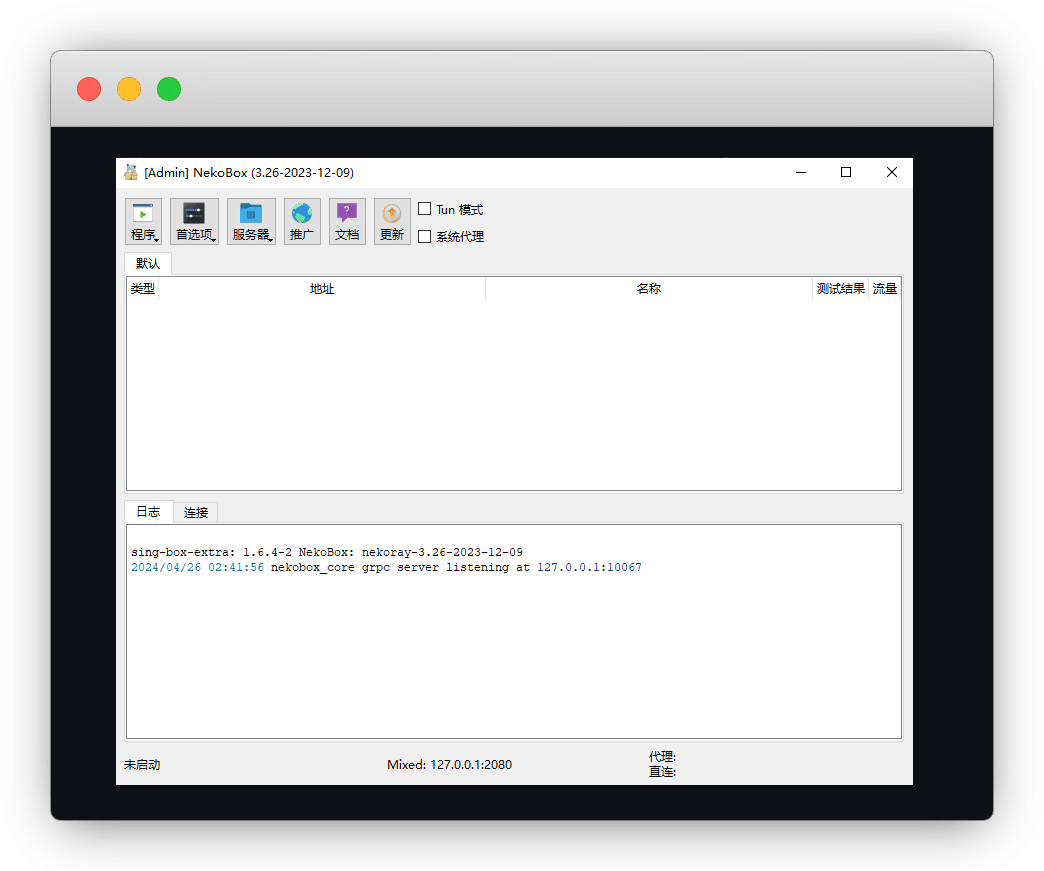 [Admin] NekoBox (3.26-2023-12-09)
程序 首选项 服务器 推广 ? 文档 更新
Tun 模式
系统代理
默认
类型 地址 名称 测试结果 流量
日志 连接
sing-box-extra: 1.6.4-2 NekoBox: nekoray-3.26-2023-12-09
2024/04/26 02:41:56 nekobox_core grpc server listening at 127.0.0.1:10067
未启动 Mixed: 127.0.0.1:2080
代理:
直连: